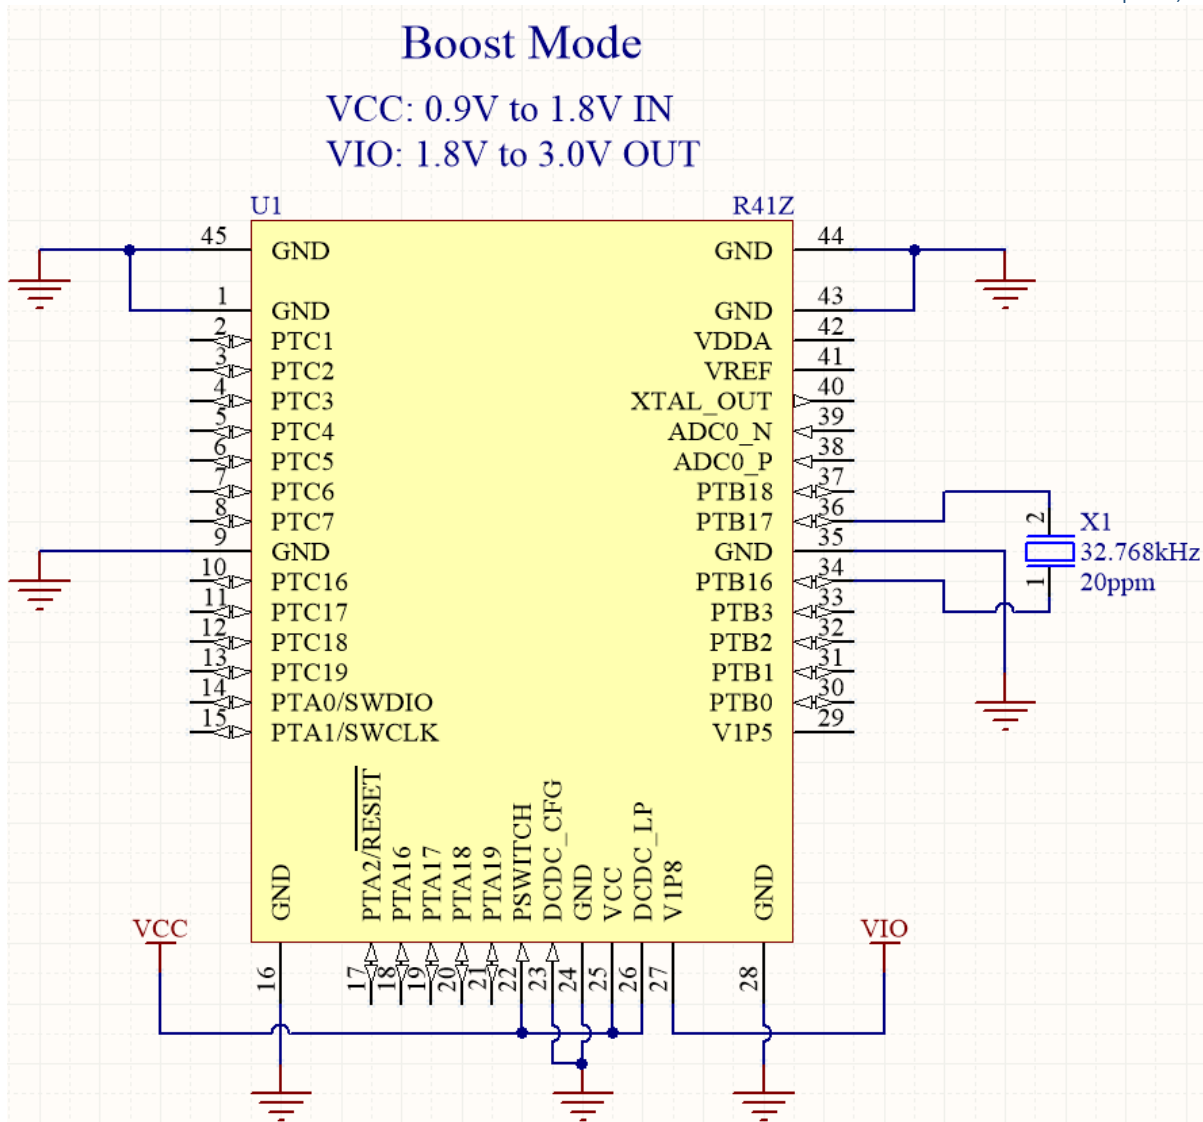 Boost Mode
VCC: 0.9V to 1.8V IN
VIO: 1.8V to 3.0V OUT
U1 R41Z
45 GND GND 44
1 GND GND 43
2 PTC1 VDDA 42
3 PTC2 VREF 41
4 PTC3 XTAL_OUT 40
5 PTC4 ADC0_N 39
6 PTC5 ADC0_P 38
7 PTC6 PTB18 37
8 PTC7 PTB17 36
9 GND GND 35
10 PTC16 PTB16 34
11 PTC17 PTB3 33
12 PTC18 PTB2 32
13 PTC19 PTB1 31
14 PTA0/SWDIO PTB0 30
15 PTA1/SWCLK V1P5 29
2 X1
32.768kHz
1 20ppm
GND
PTA2/RESET
PTA16
PTA17
PTA18
PTA19
PSWITCH
DCDC_CFG
GND
VCC
DCDC_LP
V1P8
GND
VCC VIO
16 17 18 19 20 21 22 23 24 25 26 27 28